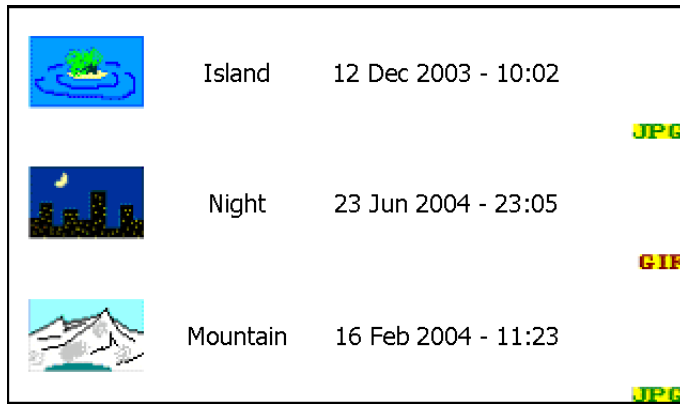 Island 12 Dec 2003 - 10:02
JPG
Night 23 Jun 2004 - 23:05
GIF
Mountain 16 Feb 2004 - 11:23
JPG